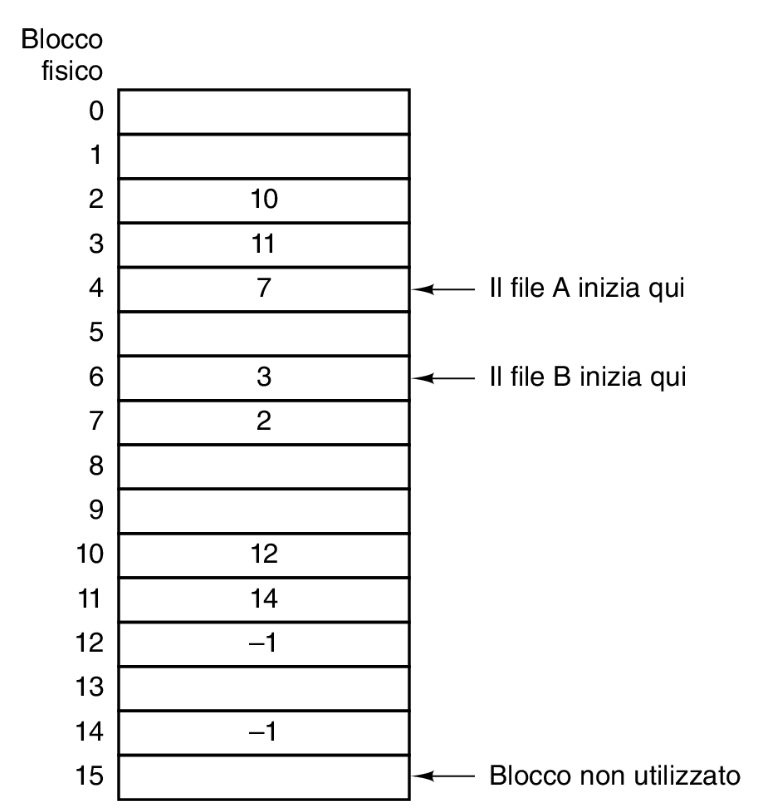 Blocco
fisico
0
1
2 10
3 11
4 7 Il file A inizia qui
5
6 3 Il file B inizia qui
7 2
8
9
10 12
11 14
12 –1
13
14 –1
15 Blocco non utilizzato